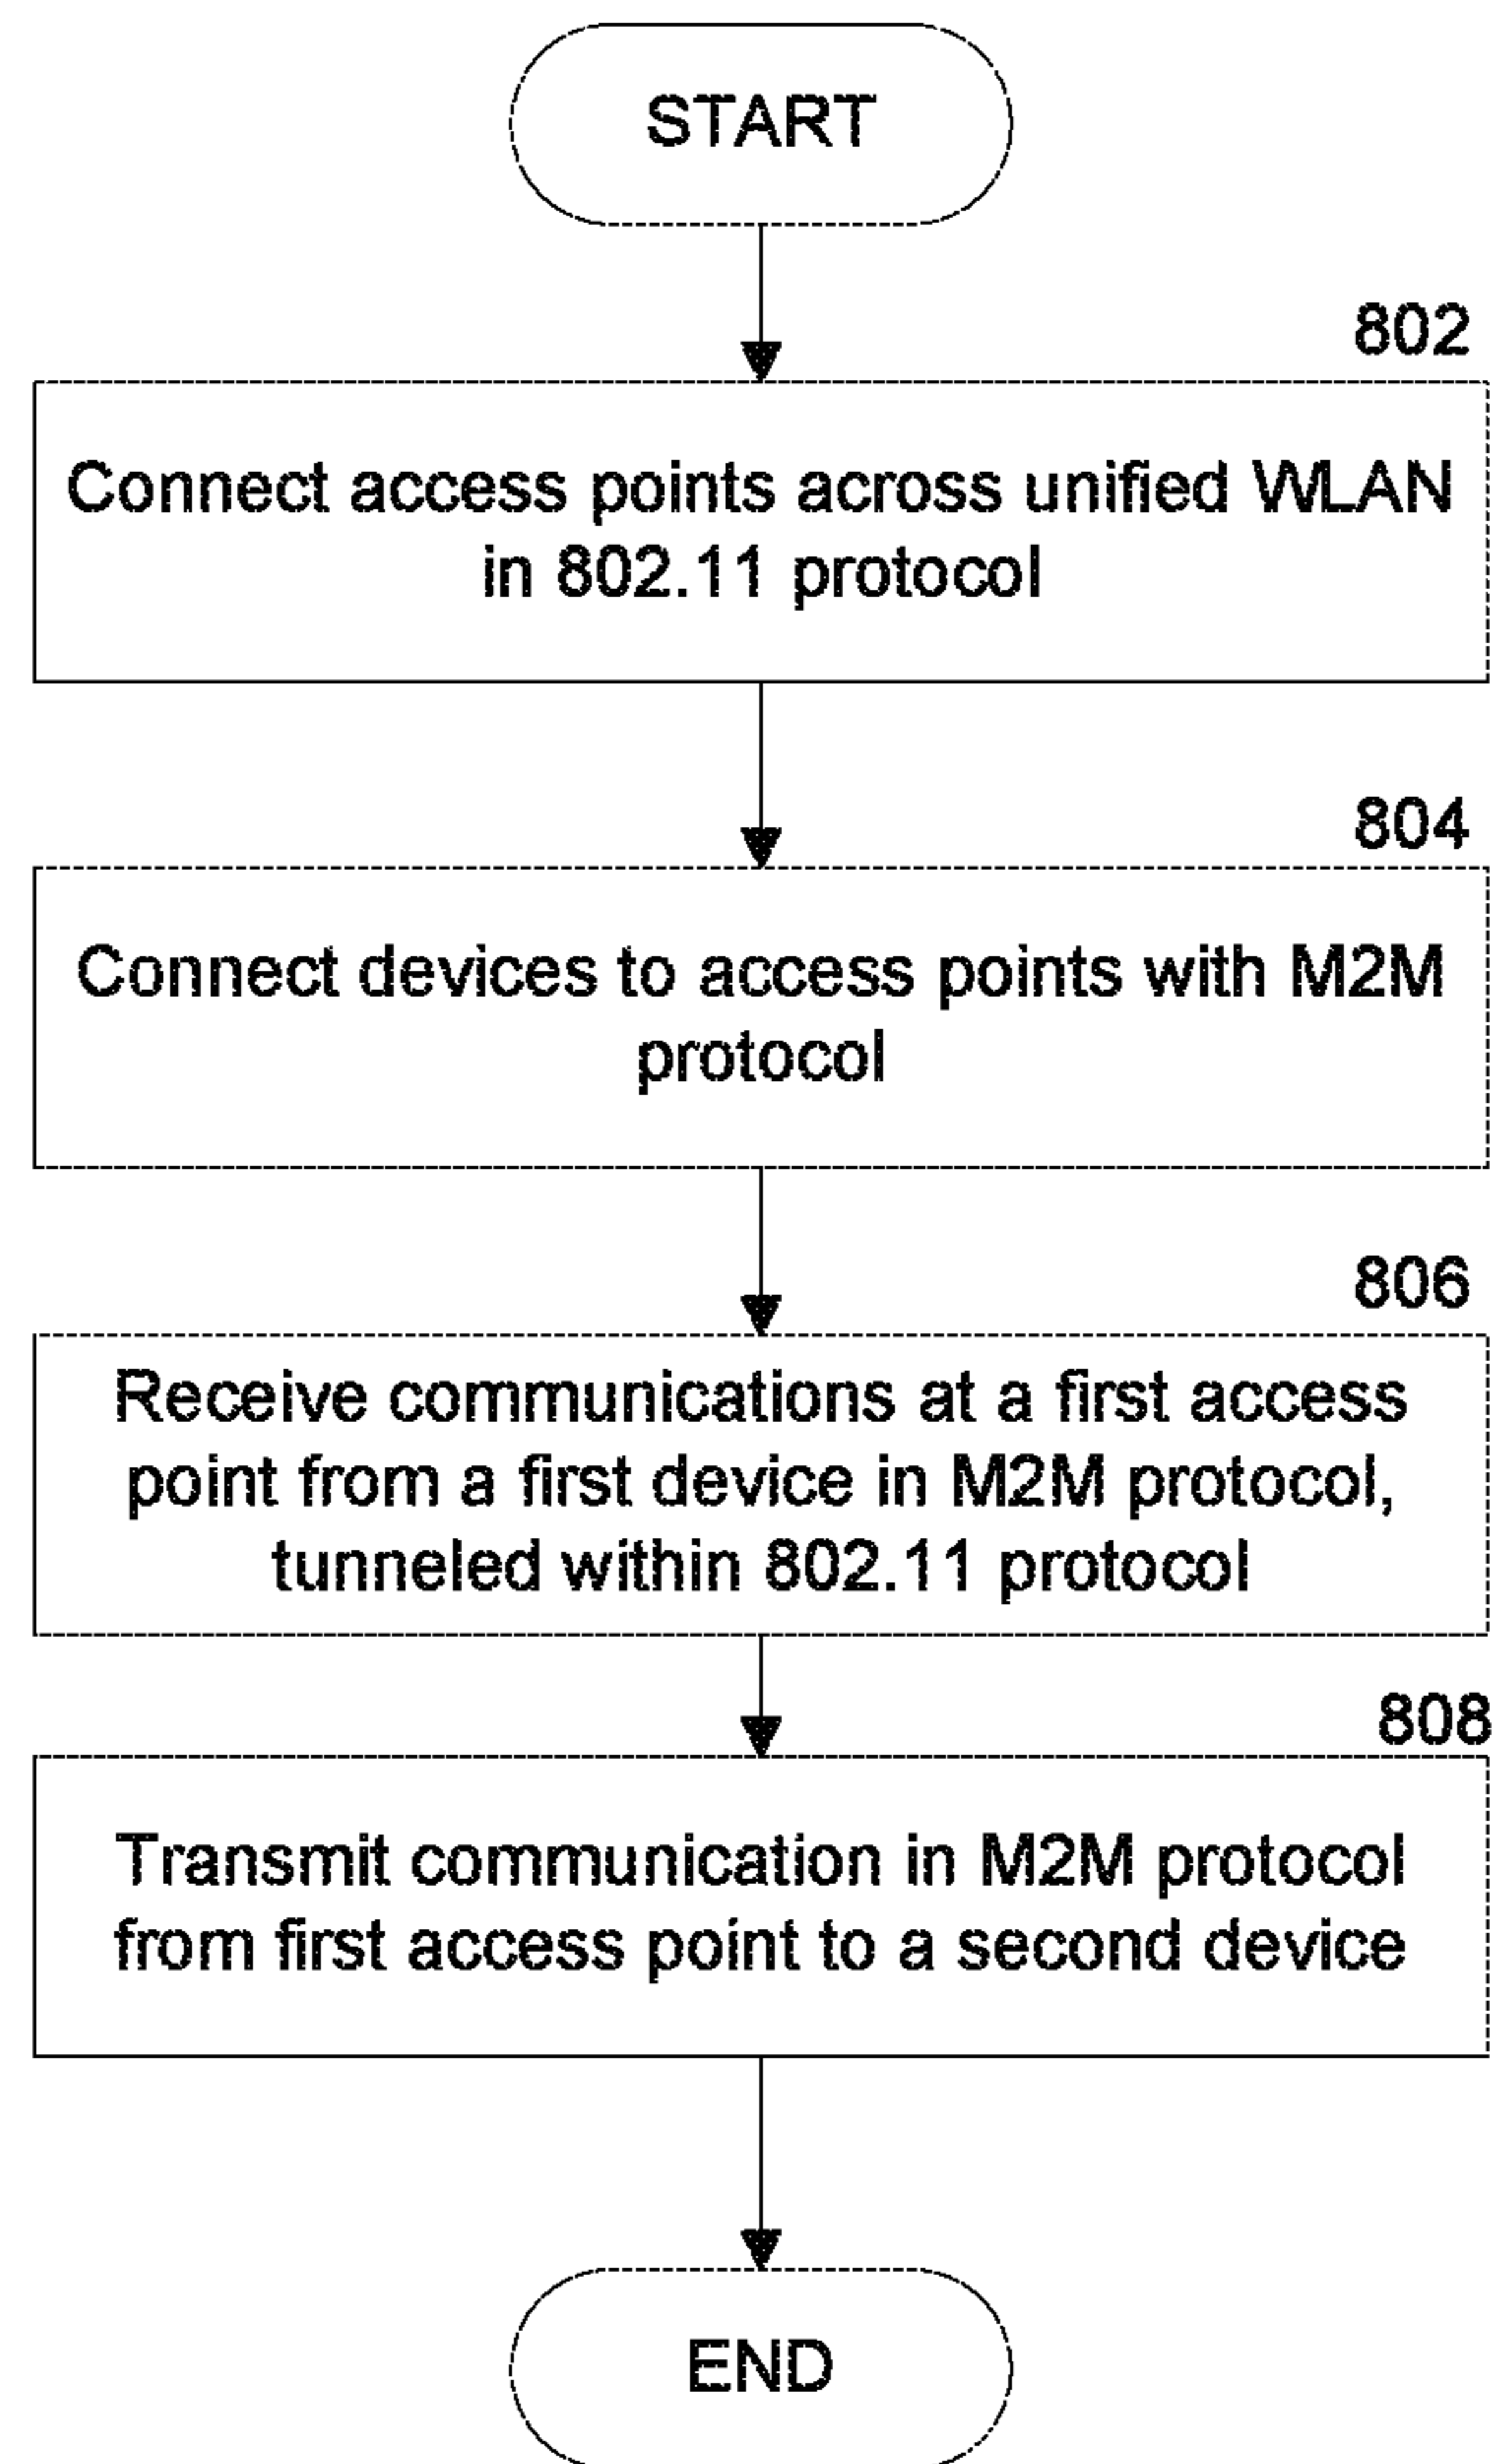 START
802
Connect access points across unified WLAN
in 802.11 protocol
804
Connect devices to access points with M2M
protocol
806
Receive communications at a first access
point from a first device in M2M protocol,
tunneled within 802.11 protocol
808
Transmit communication in M2M protocol
from first access point to a second device
END